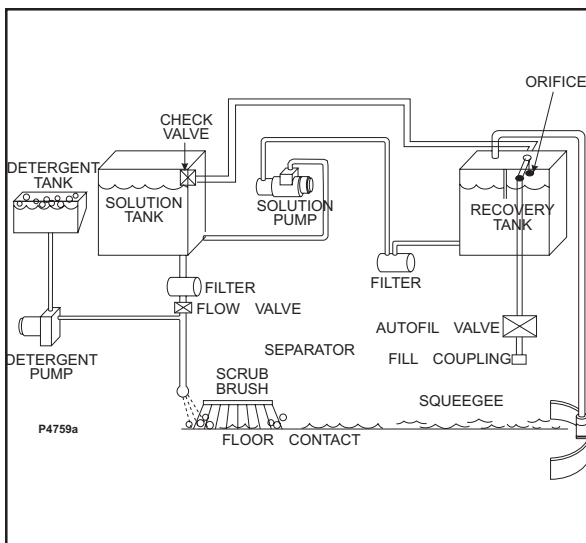 ORIFICE
CHECK
VALVE
DETERGENT
TANK
SOLUTION
TANK
SOLUTION
PUMP
RECOVERY
TANK
FILTER
FILTER
FLOW VALVE
AUTOFIL VALVE
FILL COUPLING
DETERGENT
PUMP
SEPARATOR
SCRUB
BRUSH
SQUEEGEE
P4759a
FLOOR CONTACT